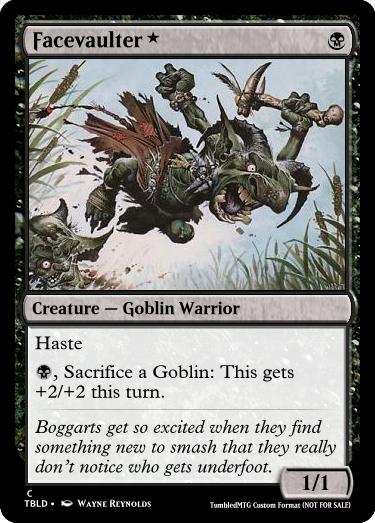 Facevaulter ★
Creature — Goblin Warrior
Haste
, Sacrifice a Goblin: This gets
+2/+2 this turn.
Boggarts get so excited when they find
something new to smash that they really
don't notice who gets underfoot.
1/1
C
TBLD • Wayne Reynolds
TumbledMTG Custom Format (NOT FOR SALE)